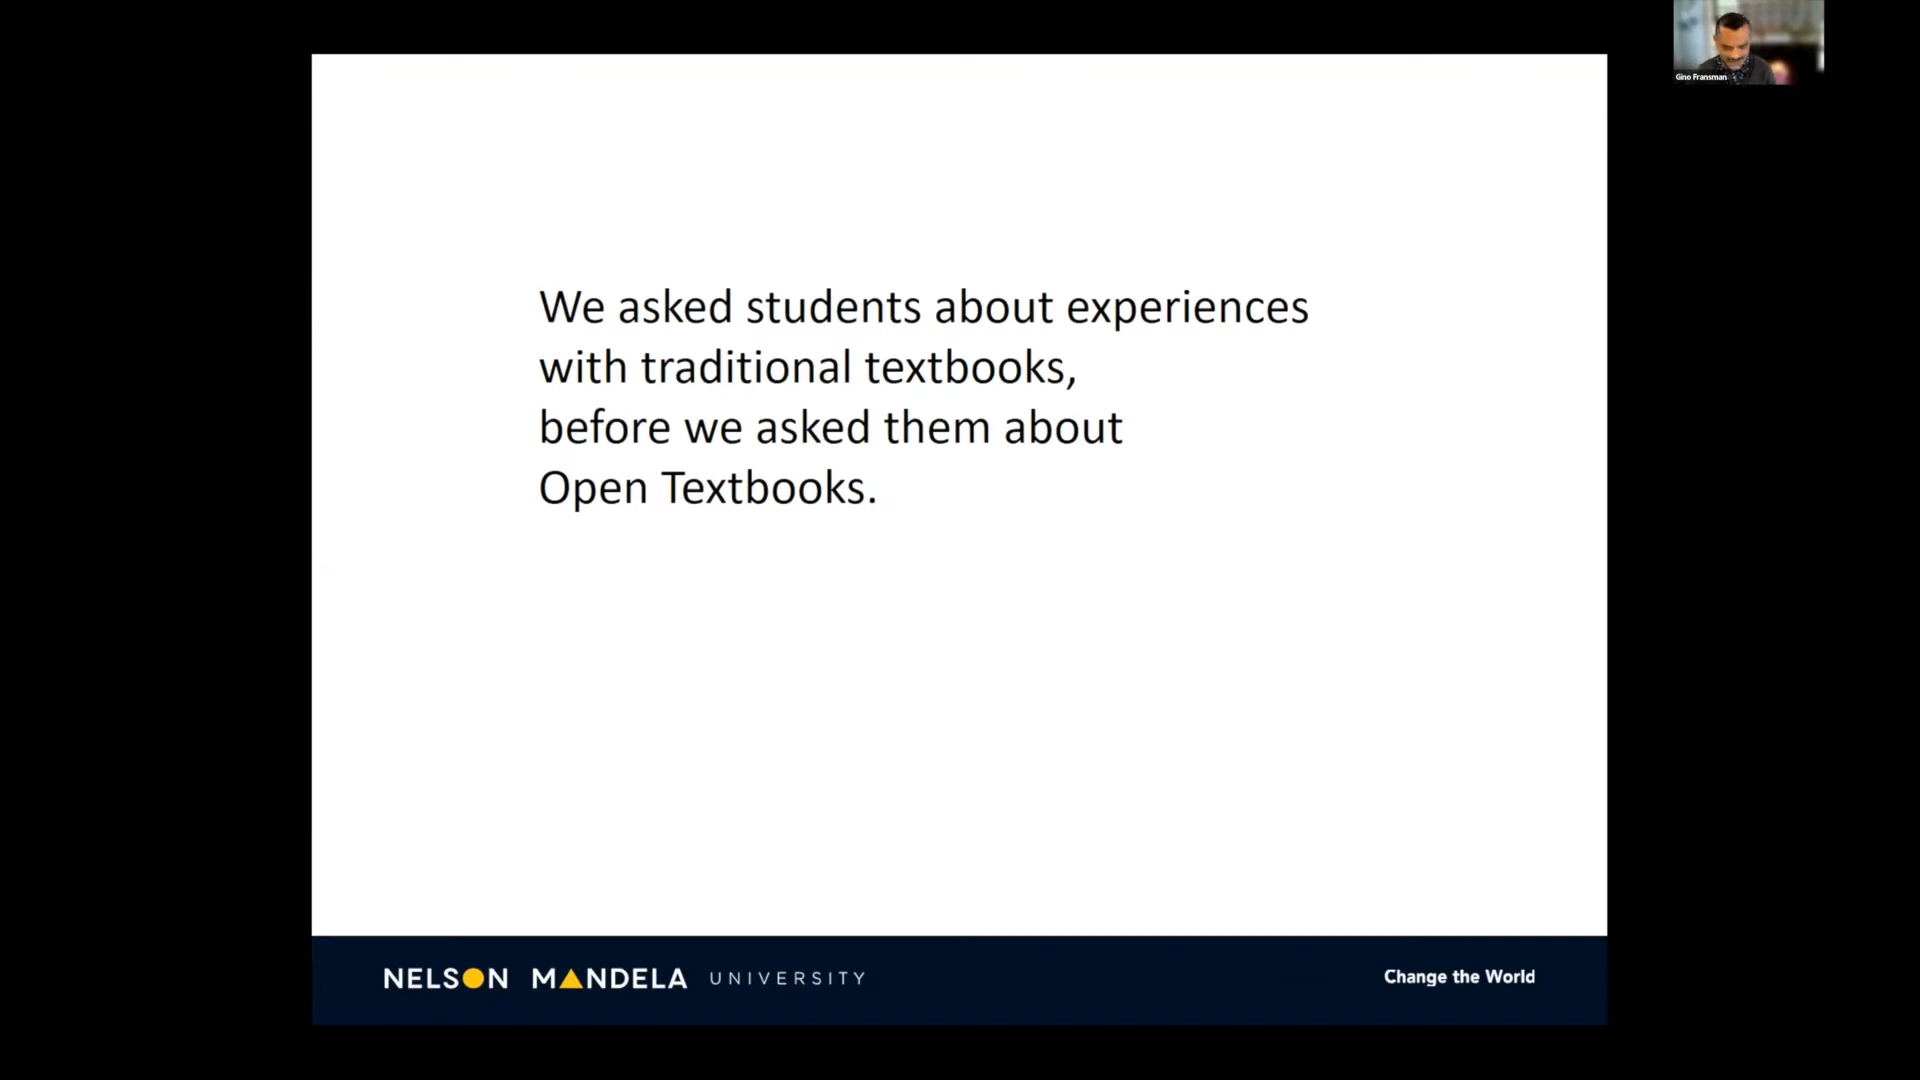 Gino Fransman
We asked students about experiences
with traditional textbooks,
before we asked them about
Open Textbooks.
NELSON MANDELA UNIVERSITY
Change the World